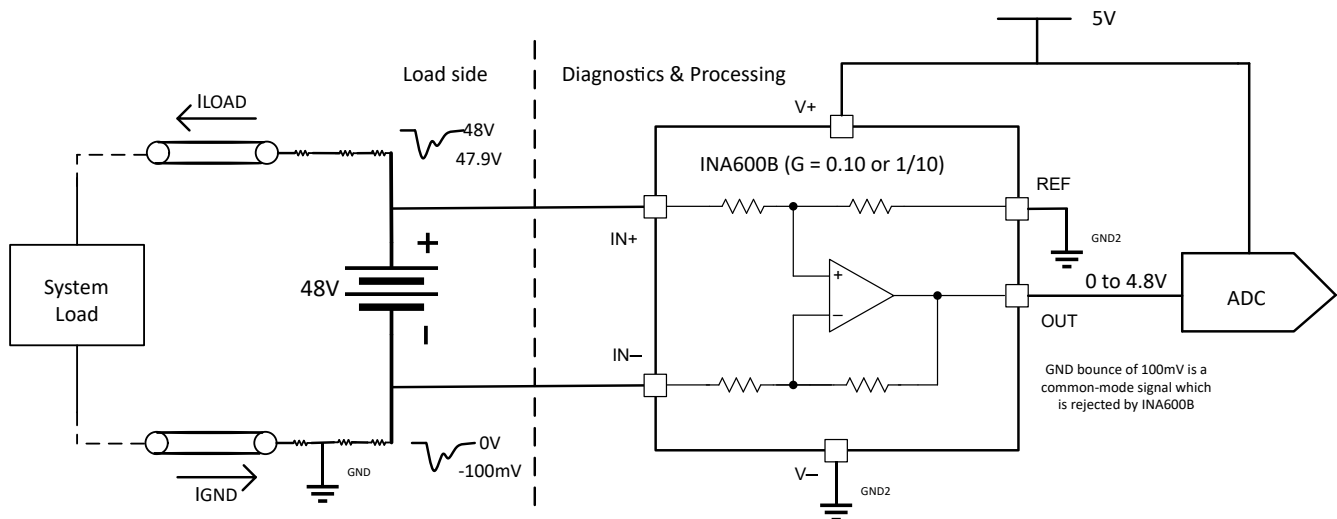 5V
Load side
Diagnostics & Processing
ILOAD
V+
48V
47.9V
INA600B (G = 0.10 or 1/10)
REF
IN+
GND2
+
48V
System
Load
+
0 to 4.8V
ADC
−
OUT
IN−
GND bounce of 100mV is a
common-mode signal which
is rejected by INA600B
0V
-100mV
GND
IGND
V−
GND2